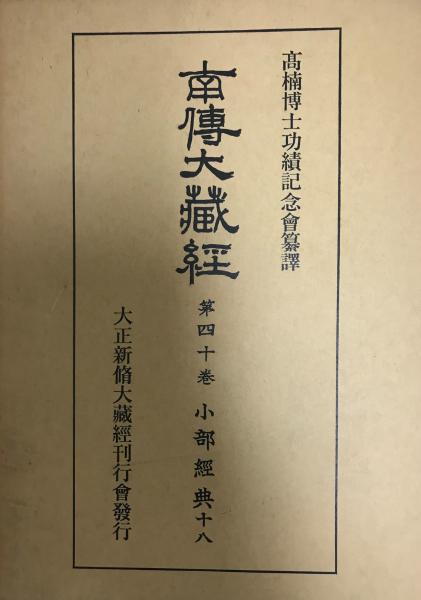 髙楠博士功績記念會纂譯
南傳大藏經
第四十卷 小部經典十八
大正新脩大藏經刊行會發行